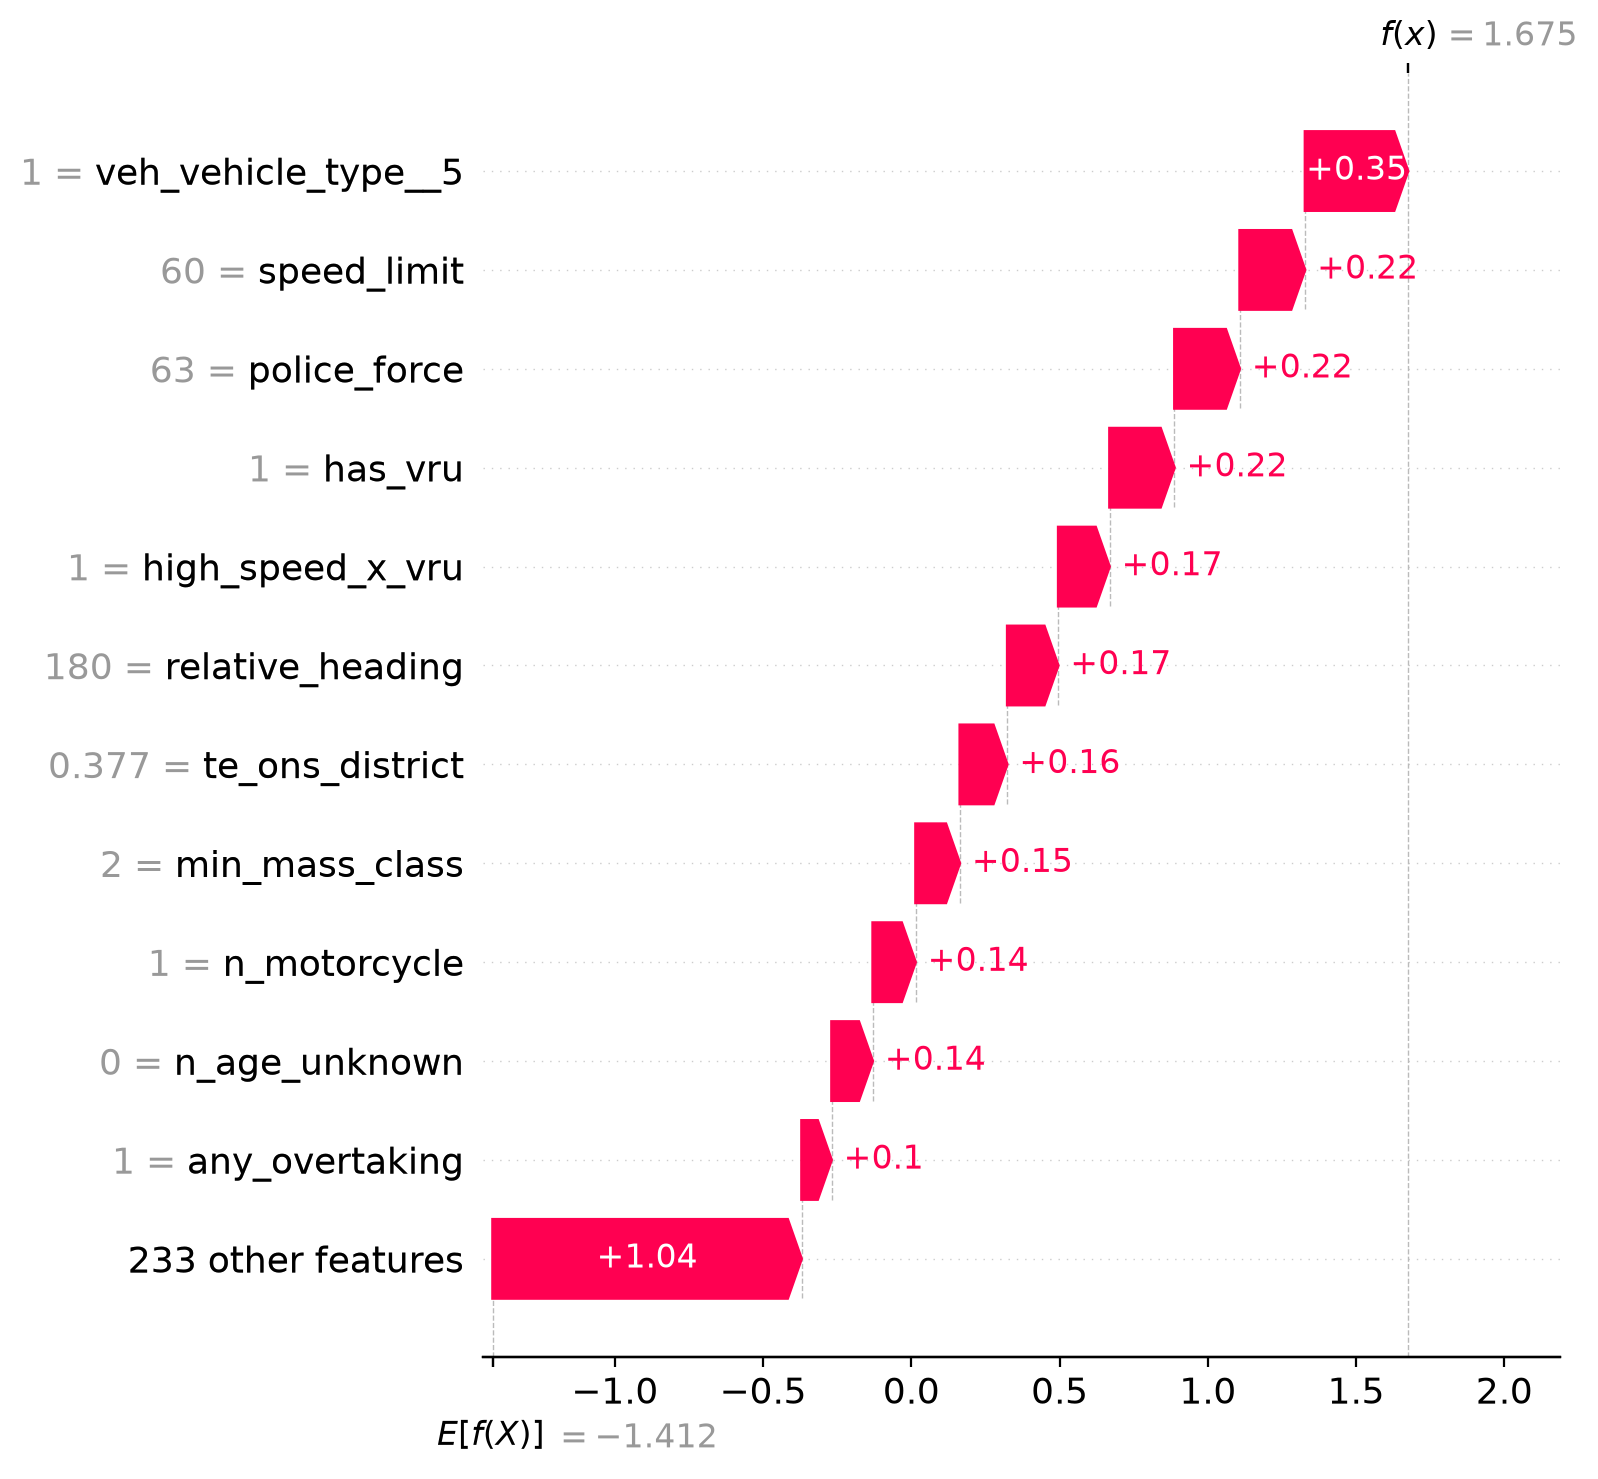 f(x) = 1.675
1 = veh_vehicle_type__5
+0.35
60 = speed_limit
+0.22
63 = police_force
+0.22
1 = has_vru
+0.22
1 = high_speed_x_vru
+0.17
180 = relative_heading
+0.17
0.377 = te_ons_district
+0.16
2 = min_mass_class
+0.15
1 = n_motorcycle
+0.14
0 = n_age_unknown
+0.14
1 = any_overtaking
+0.1
233 other features
+1.04
−1.0 −0.5 0.0 0.5 1.0 1.5 2.0
E[f(X)] = −1.412